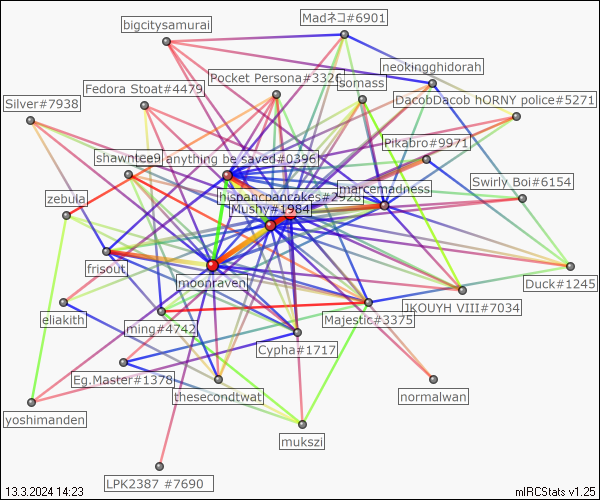 bigcitysamurai
Madネコ#6901
neokingghidorah
Pocket Persona#3326
somass
Fedora Stoat#4479
DacobDacob hORNY police#5271
Silver#7938
Pikabro#9971
shawntee9
anything be saved#0396
Swirly Boi#6154
marcemadness
hispancpancakes#2928
zebula
Mushy#1984
frisout
moonraven
Duck#1245
JKOUYH VIII#7034
eliakith
ming#4742
Majestic#3375
Cypha#1717
Eg.Master#1378
thesecondtwat
normalwan
yoshimanden
mukszi
LPK2387 #7690
13.3.2024 14:23
mIRCStats v1.25